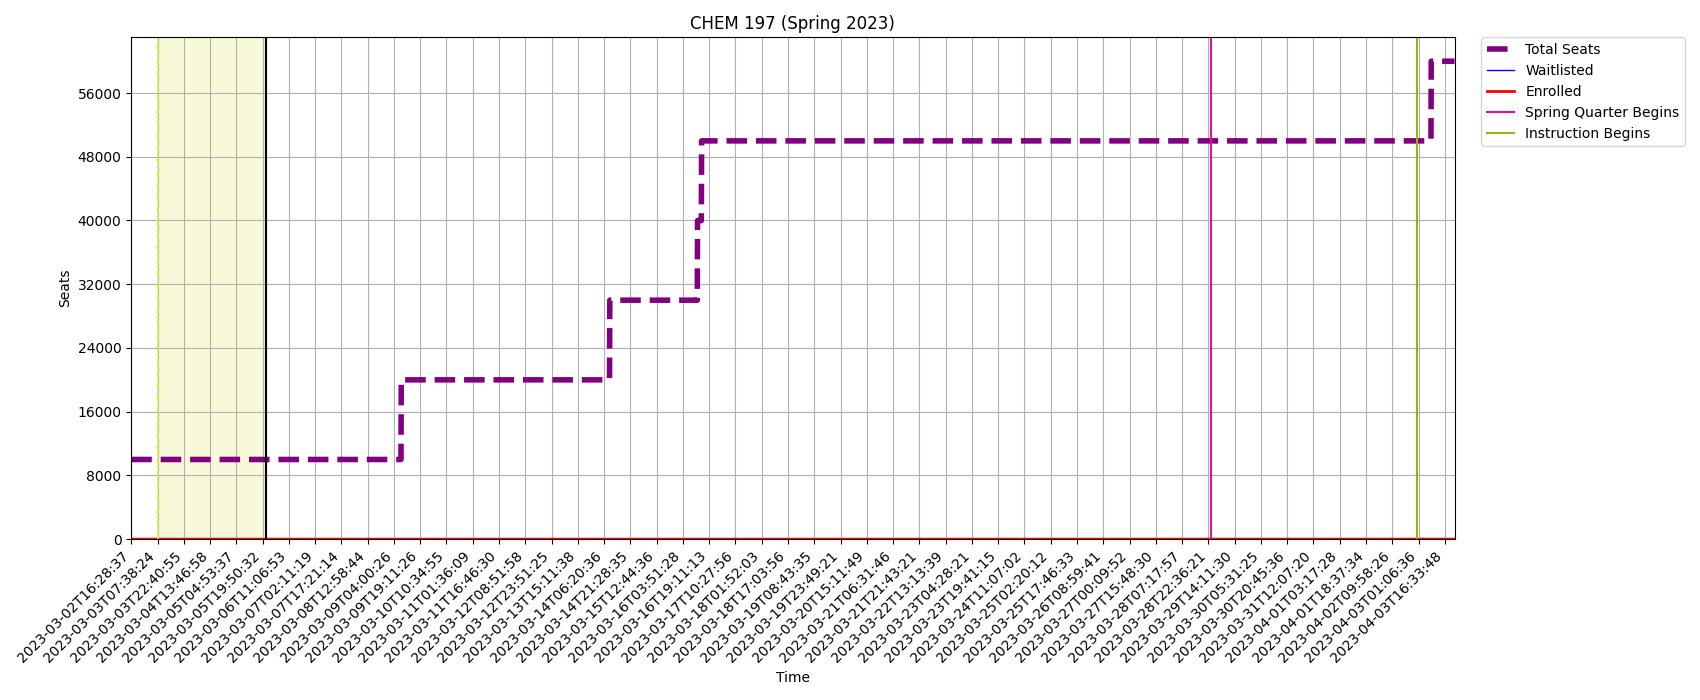 CHEM 197 (Spring 2023)
Total Seats
Waitlisted
Enrolled
Spring Quarter Begins
Instruction Begins
Seats
56000
48000
40000
32000
24000
16000
8000
0
2023-03-02T16:28:37
2023-03-03T07:38:24
2023-03-03T22:40:55
2023-03-04T13:46:58
2023-03-05T04:53:37
2023-03-05T19:50:32
2023-03-06T11:06:53
2023-03-07T02:11:19
2023-03-07T17:21:14
2023-03-08T12:58:44
2023-03-09T04:00:26
2023-03-09T19:11:26
2023-03-10T10:34:55
2023-03-11T01:36:09
2023-03-11T16:46:30
2023-03-12T08:51:58
2023-03-12T23:51:25
2023-03-13T15:11:38
2023-03-14T06:20:36
2023-03-14T21:28:35
2023-03-15T12:44:36
2023-03-16T03:51:28
2023-03-16T19:11:13
2023-03-17T10:27:56
2023-03-18T01:52:03
2023-03-18T17:03:56
2023-03-19T08:43:35
2023-03-19T23:49:21
2023-03-20T15:11:49
2023-03-21T06:31:46
2023-03-21T21:43:21
2023-03-22T13:13:39
2023-03-23T04:28:21
2023-03-23T19:41:15
2023-03-24T11:07:02
2023-03-25T02:20:12
2023-03-25T17:46:33
2023-03-26T08:59:41
2023-03-27T00:09:52
2023-03-27T15:48:30
2023-03-28T07:17:57
2023-03-28T22:36:21
2023-03-29T14:11:30
2023-03-30T05:31:25
2023-03-30T20:45:36
2023-03-31T12:07:20
2023-04-01T03:17:28
2023-04-01T18:37:34
2023-04-02T09:58:26
2023-04-03T01:06:36
2023-04-03T16:33:48
Time